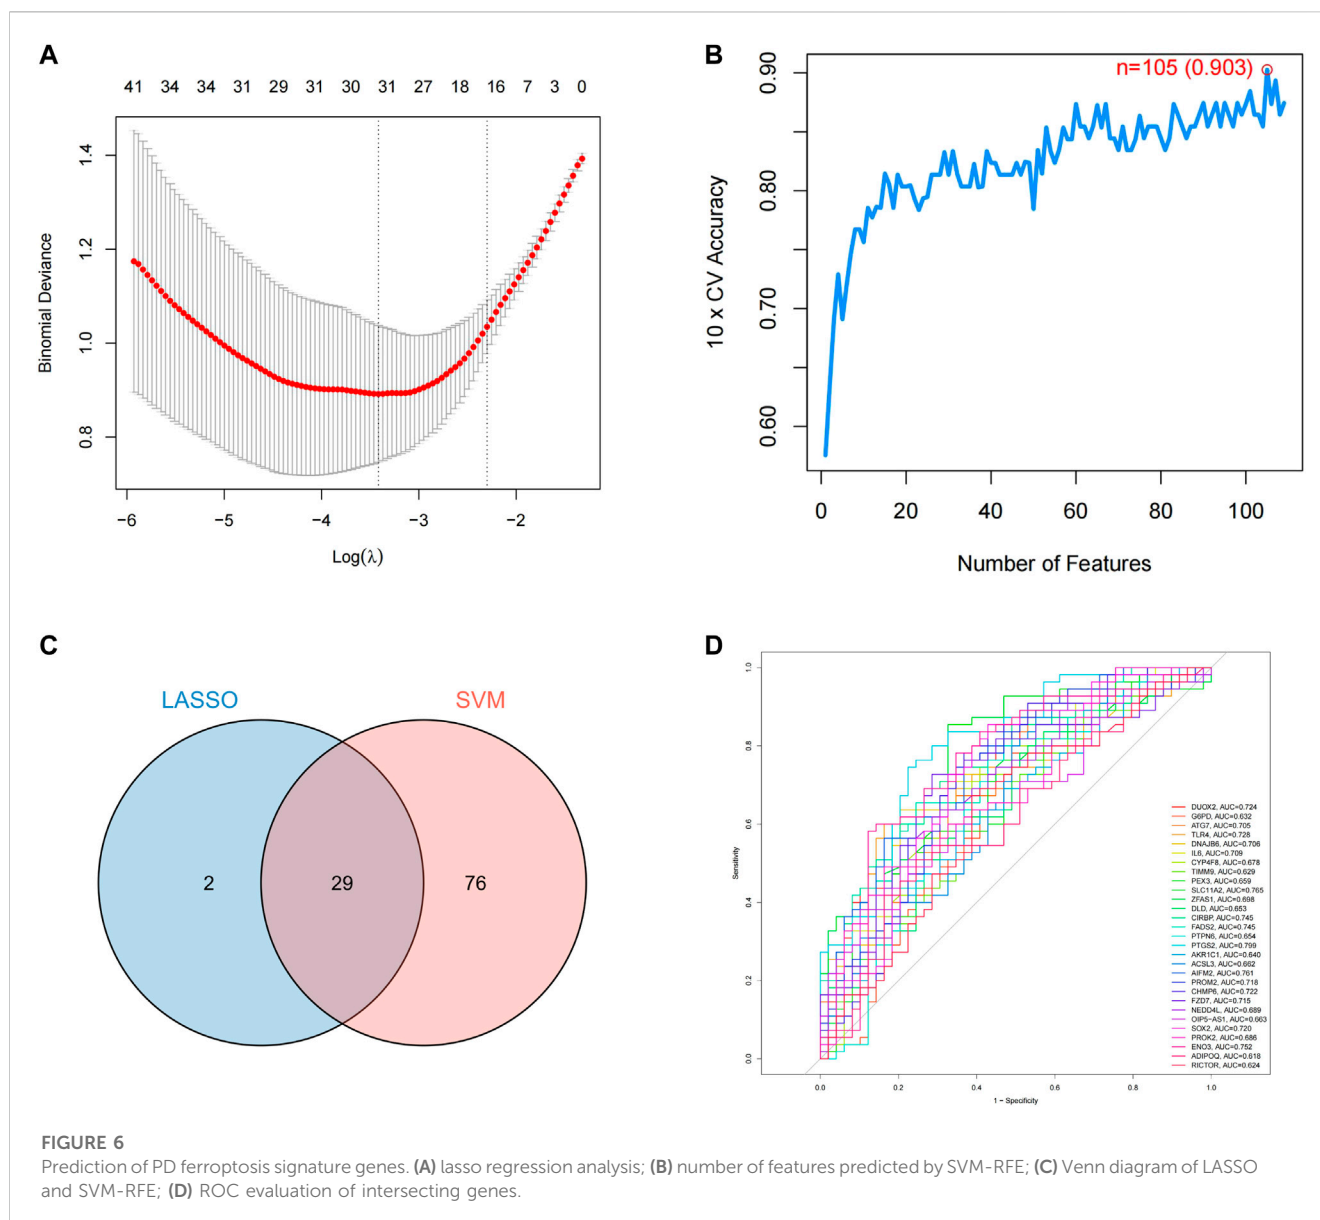 A
41 34 34 31 29 31 30 31 27 18 16 7 3 0
1.4
1.2
1.0
0.8
Binomial Deviance
−6 −5 −4 −3 −2
Log(λ)
B
n=105 (0.903)
0.90
0.80
0.70
0.60
10 x CV Accuracy
0 20 40 60 80 100
Number of Features
C
LASSO SVM
2 29 76
D
1.0
0.8
0.6
0.4
0.2
0.0
Sensitivity
DUOX2, AUC=0.724
G6PD, AUC=0.632
ATG7, AUC=0.705
TLR4, AUC=0.728
DNAJB6, AUC=0.706
IL6, AUC=0.709
CYP4F8, AUC=0.678
TIMM9, AUC=0.629
PEX3, AUC=0.659
SLC11A2, AUC=0.765
ZFAS1, AUC=0.698
DLD, AUC=0.653
CIRBP, AUC=0.745
FADS2, AUC=0.745
PTPN6, AUC=0.654
PTGS2, AUC=0.799
AKR1C1, AUC=0.640
ACSL3, AUC=0.662
AIFM2, AUC=0.761
PROM2, AUC=0.718
CHMP6, AUC=0.722
FZD7, AUC=0.715
NEDD4L, AUC=0.689
OIP5-AS1, AUC=0.663
SOX2, AUC=0.720
PROK2, AUC=0.686
ENO3, AUC=0.752
ADIPOQ, AUC=0.618
RICTOR, AUC=0.624
0.0 0.2 0.4 0.6 0.8 1.0
1 − Specificity
FIGURE 6
Prediction of PD ferroptosis signature genes. (A) lasso regression analysis; (B) number of features predicted by SVM-RFE; (C) Venn diagram of LASSO
and SVM-RFE; (D) ROC evaluation of intersecting genes.